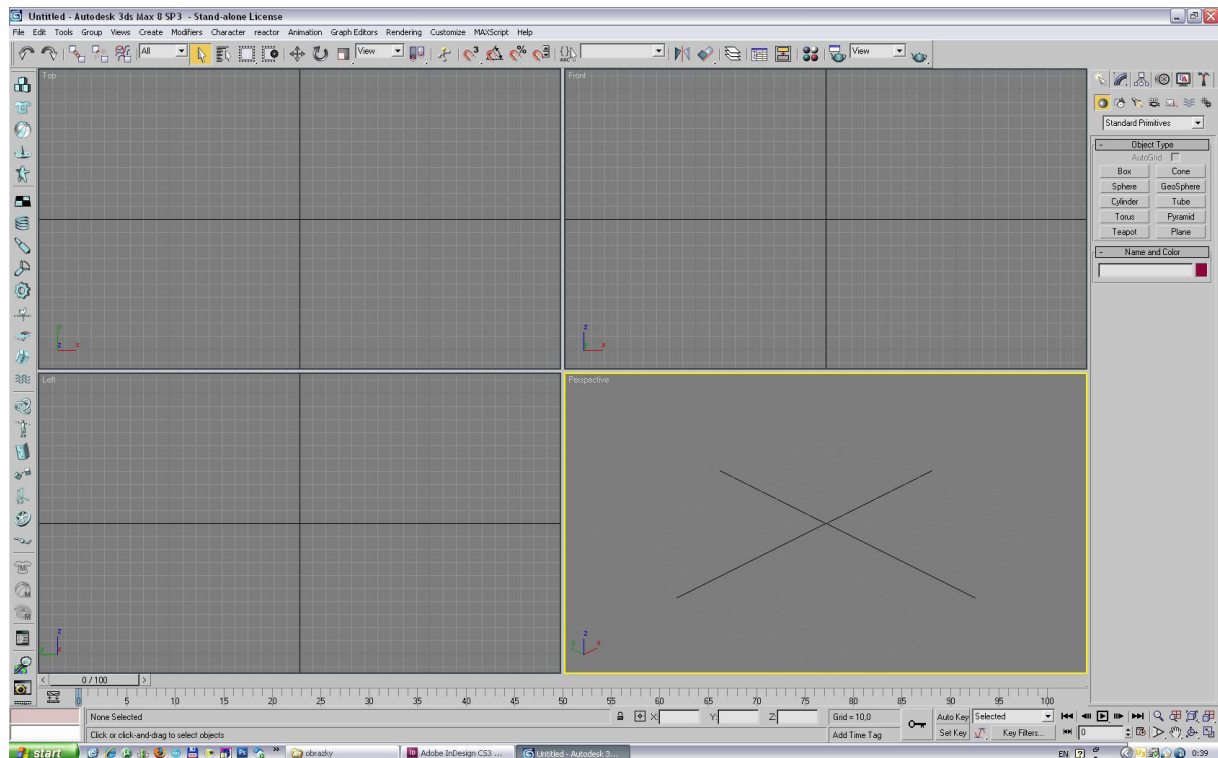 Untitled - Autodesk 3ds Max 8 SP3 - Stand-alone License
File Edit Tools Group Views Create Modifiers Character reactor Animation Graph Editors Rendering Customize MAXScript Help
All View View
Top
Front
Standard Primitives
- Object Type
AutoGrid
Box Cone
Sphere GeoSphere
Cylinder Tube
Torus Pyramid
Teapot Plane
- Name and Color
y
z x
z
y x
Left
Perspective
z
y x
z
y x
< 0 / 100 >
0 5 10 15 20 25 30 35 40 45 50 55 60 65 70 75 80 85 90 95 100
None Selected X: Y: Z: Grid = 10,0 Auto Key Selected
Click or click-and-drag to select objects Add Time Tag Set Key Key Filters... 0
start obrazky Adobe InDesign CS3 ... Untitled - Autodesk 3... EN 0:39